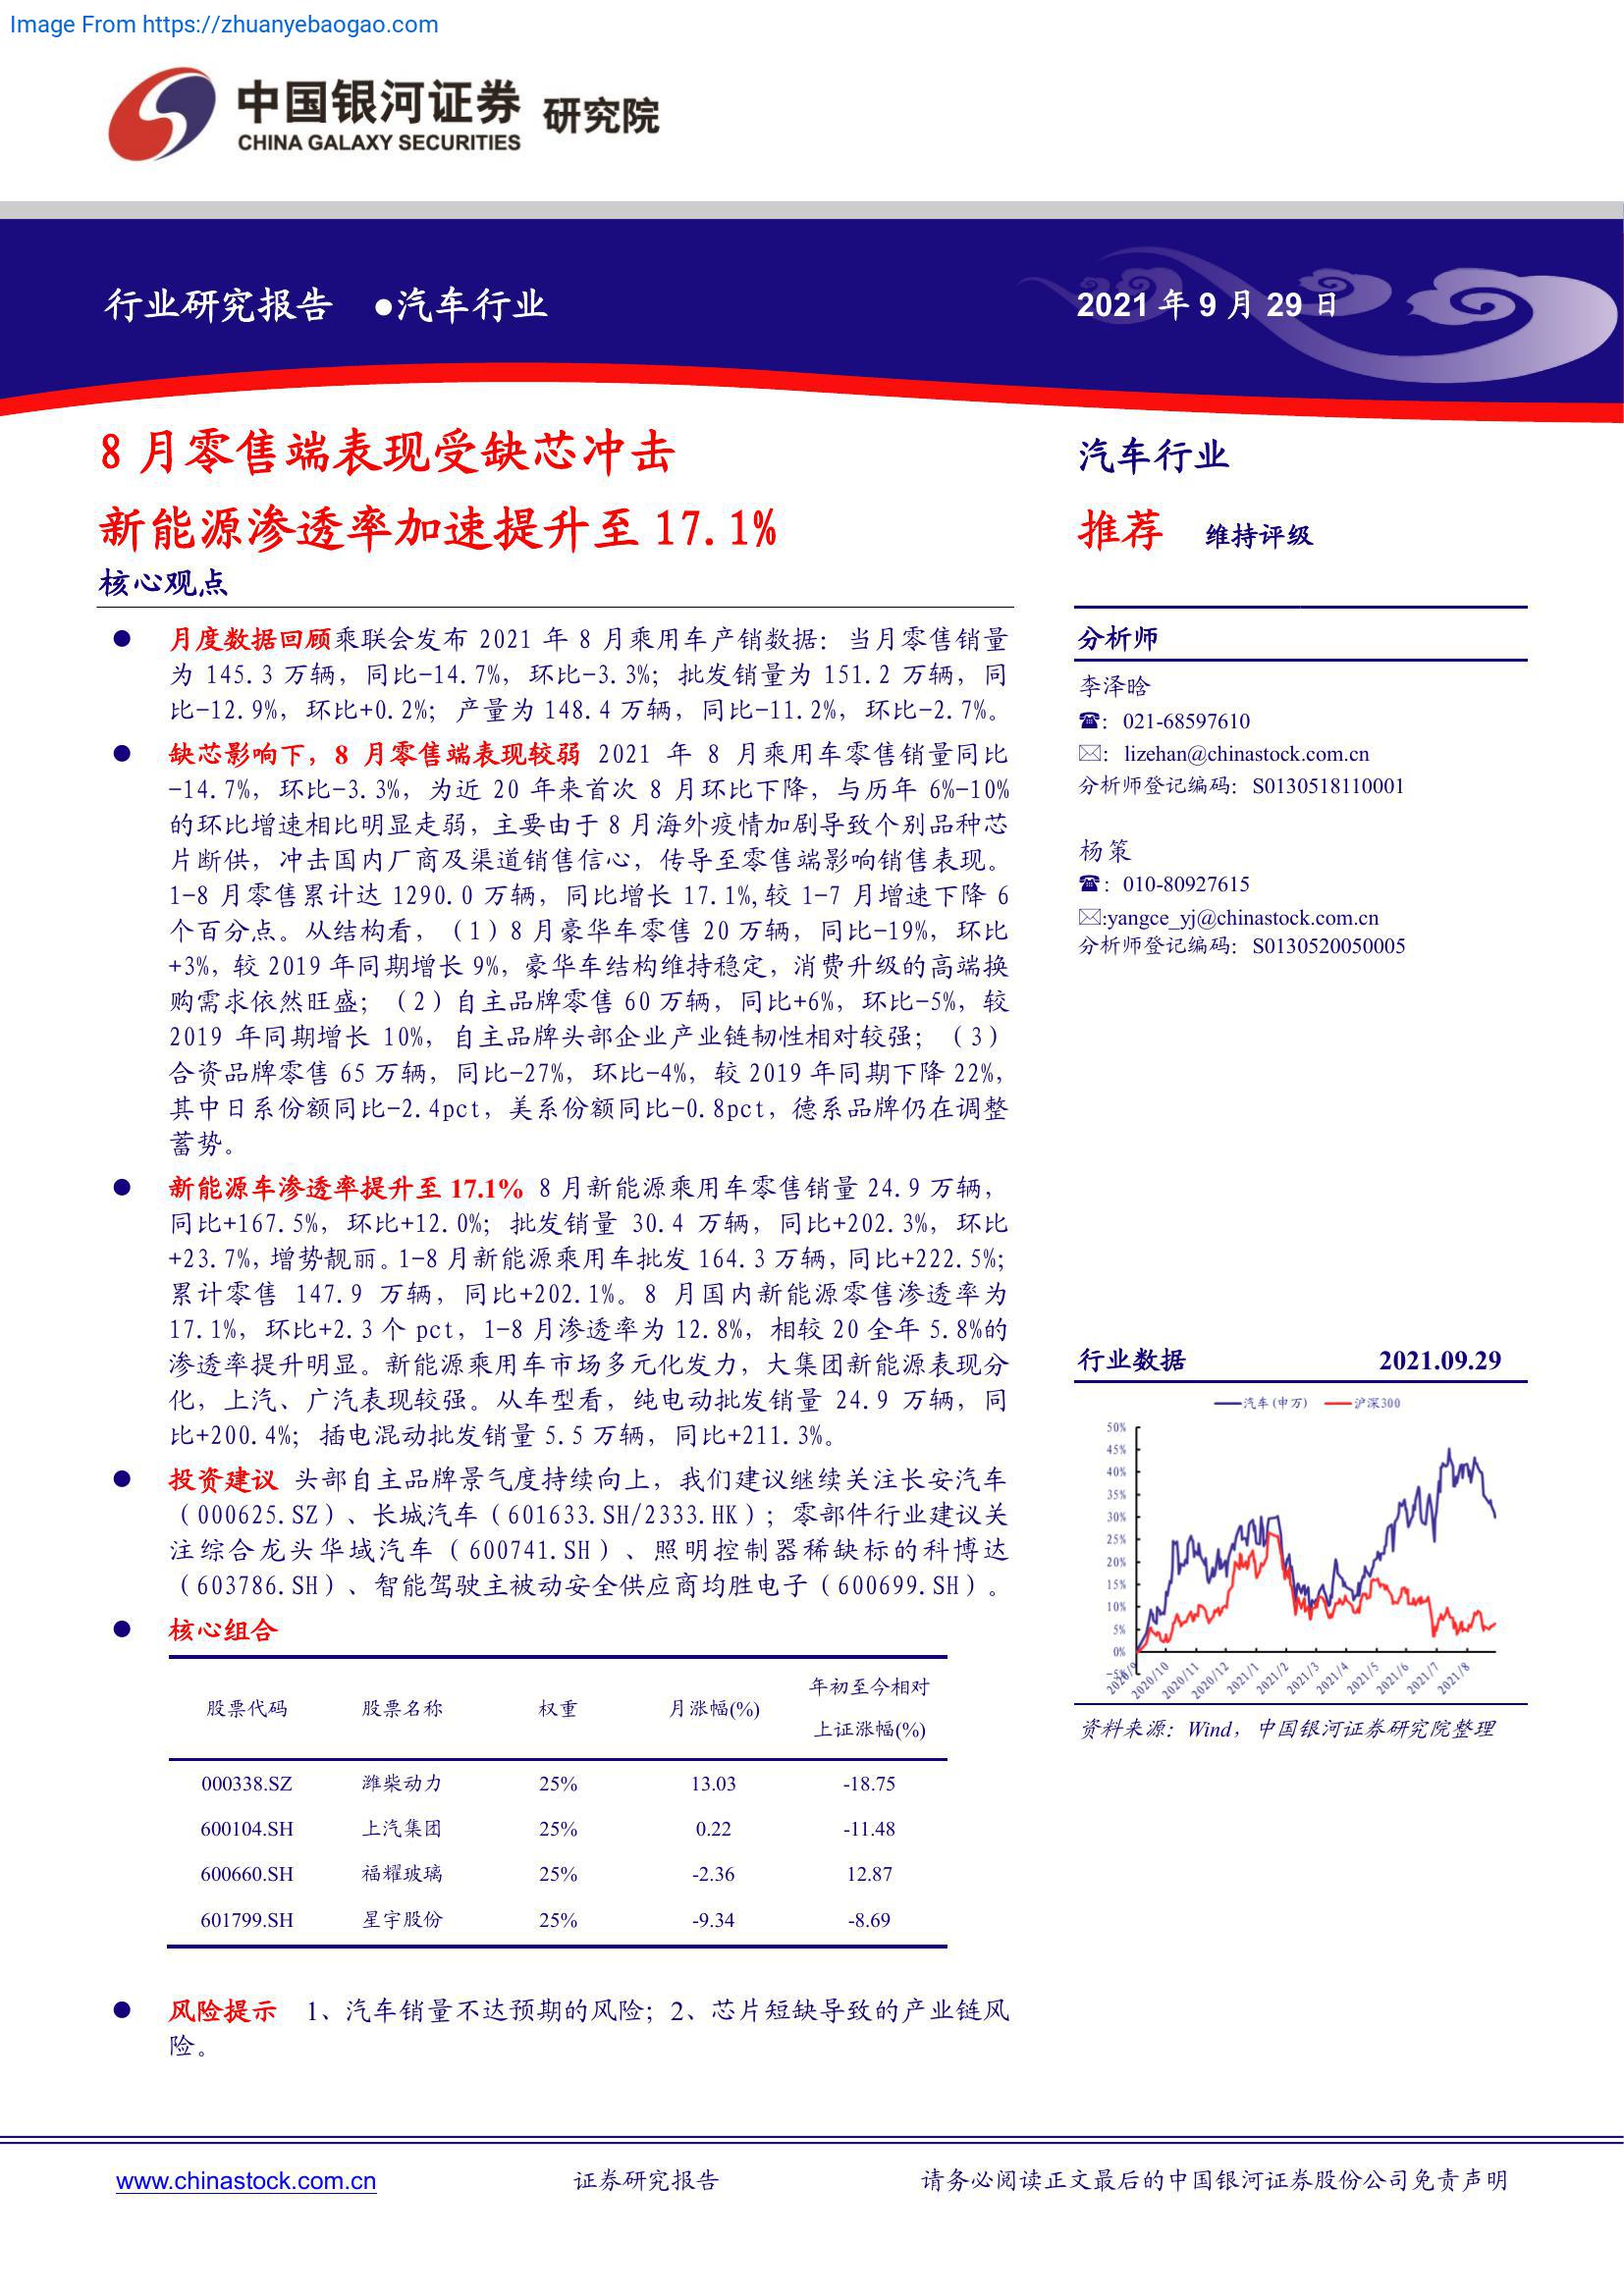 Image From https://zhuanyebaogao.com
中国银河证券 研究院
CHINA GALAXY SECURITIES
行业研究报告 ●汽车行业
2021 年 9 月 29 日
8 月零售端表现受缺芯冲击
新能源渗透率加速提升至 17.1%
核心观点
● 月度数据回顾乘联会发布 2021 年 8 月乘用车产销数据：当月零售销量
为 145.3 万辆，同比-14.7%，环比-3.3%；批发销量为 151.2 万辆，同
比-12.9%，环比+0.2%；产量为 148.4 万辆，同比-11.2%，环比-2.7%。
● 缺芯影响下，8 月零售端表现较弱 2021 年 8 月乘用车零售销量同比
-14.7%，环比-3.3%，为近 20 年来首次 8 月环比下降，与历年 6%-10%
的环比增速相比明显走弱，主要由于 8 月海外疫情加剧导致个别品种芯
片断供，冲击国内厂商及渠道销售信心，传导至零售端影响销售表现。
1-8 月零售累计达 1290.0 万辆，同比增长 17.1%,较 1-7 月增速下降 6
个百分点。从结构看，（1）8 月豪华车零售 20 万辆，同比-19%，环比
+3%，较 2019 年同期增长 9%，豪华车结构维持稳定，消费升级的高端换
购需求依然旺盛；（2）自主品牌零售 60 万辆，同比+6%，环比-5%，较
2019 年同期增长 10%，自主品牌头部企业产业链韧性相对较强；（3）
合资品牌零售 65 万辆，同比-27%，环比-4%，较 2019 年同期下降 22%，
其中日系份额同比-2.4pct，美系份额同比-0.8pct，德系品牌仍在调整
蓄势。
● 新能源车渗透率提升至 17.1% 8 月新能源乘用车零售销量 24.9 万辆，
同比+167.5%，环比+12.0%；批发销量 30.4 万辆，同比+202.3%，环比
+23.7%，增势靓丽。1-8 月新能源乘用车批发 164.3 万辆，同比+222.5%；
累计零售 147.9 万辆，同比+202.1%。8 月国内新能源零售渗透率为
17.1%，环比+2.3 个 pct，1-8 月渗透率为 12.8%，相较 20 全年 5.8%的
渗透率提升明显。新能源乘用车市场多元化发力，大集团新能源表现分
化，上汽、广汽表现较强。从车型看，纯电动批发销量 24.9 万辆，同
比+200.4%；插电混动批发销量 5.5 万辆，同比+211.3%。
● 投资建议 头部自主品牌景气度持续向上，我们建议继续关注长安汽车
（000625.SZ）、长城汽车（601633.SH/2333.HK）；零部件行业建议关
注综合龙头华域汽车（600741.SH）、照明控制器稀缺标的科博达
（603786.SH）、智能驾驶主被动安全供应商均胜电子（600699.SH）。
● 核心组合
股票代码 股票名称 权重 月涨幅(%) 年初至今相对
上证涨幅(%)
000338.SZ 潍柴动力 25% 13.03 -18.75
600104.SH 上汽集团 25% 0.22 -11.48
600660.SH 福耀玻璃 25% -2.36 12.87
601799.SH 星宇股份 25% -9.34 -8.69
● 风险提示 1、汽车销量不达预期的风险；2、芯片短缺导致的产业链风
险。
汽车行业
推荐 维持评级
分析师
李泽晗
☎：021-68597610
✉：lizehan@chinastock.com.cn
分析师登记编码：S0130518110001
杨策
☎：010-80927615
✉:yangce_yj@chinastock.com.cn
分析师登记编码：S0130520050005
行业数据 2021.09.29
汽车(申万) 沪深300
50%
45%
40%
35%
30%
25%
20%
15%
10%
5%
0%
-5%
2020/9 2020/10 2020/11 2020/12 2021/1 2021/2 2021/3 2021/4 2021/5 2021/6 2021/7 2021/8
资料来源：Wind，中国银河证券研究院整理
www.chinastock.com.cn 证券研究报告 请务必阅读正文最后的中国银河证券股份公司免责声明